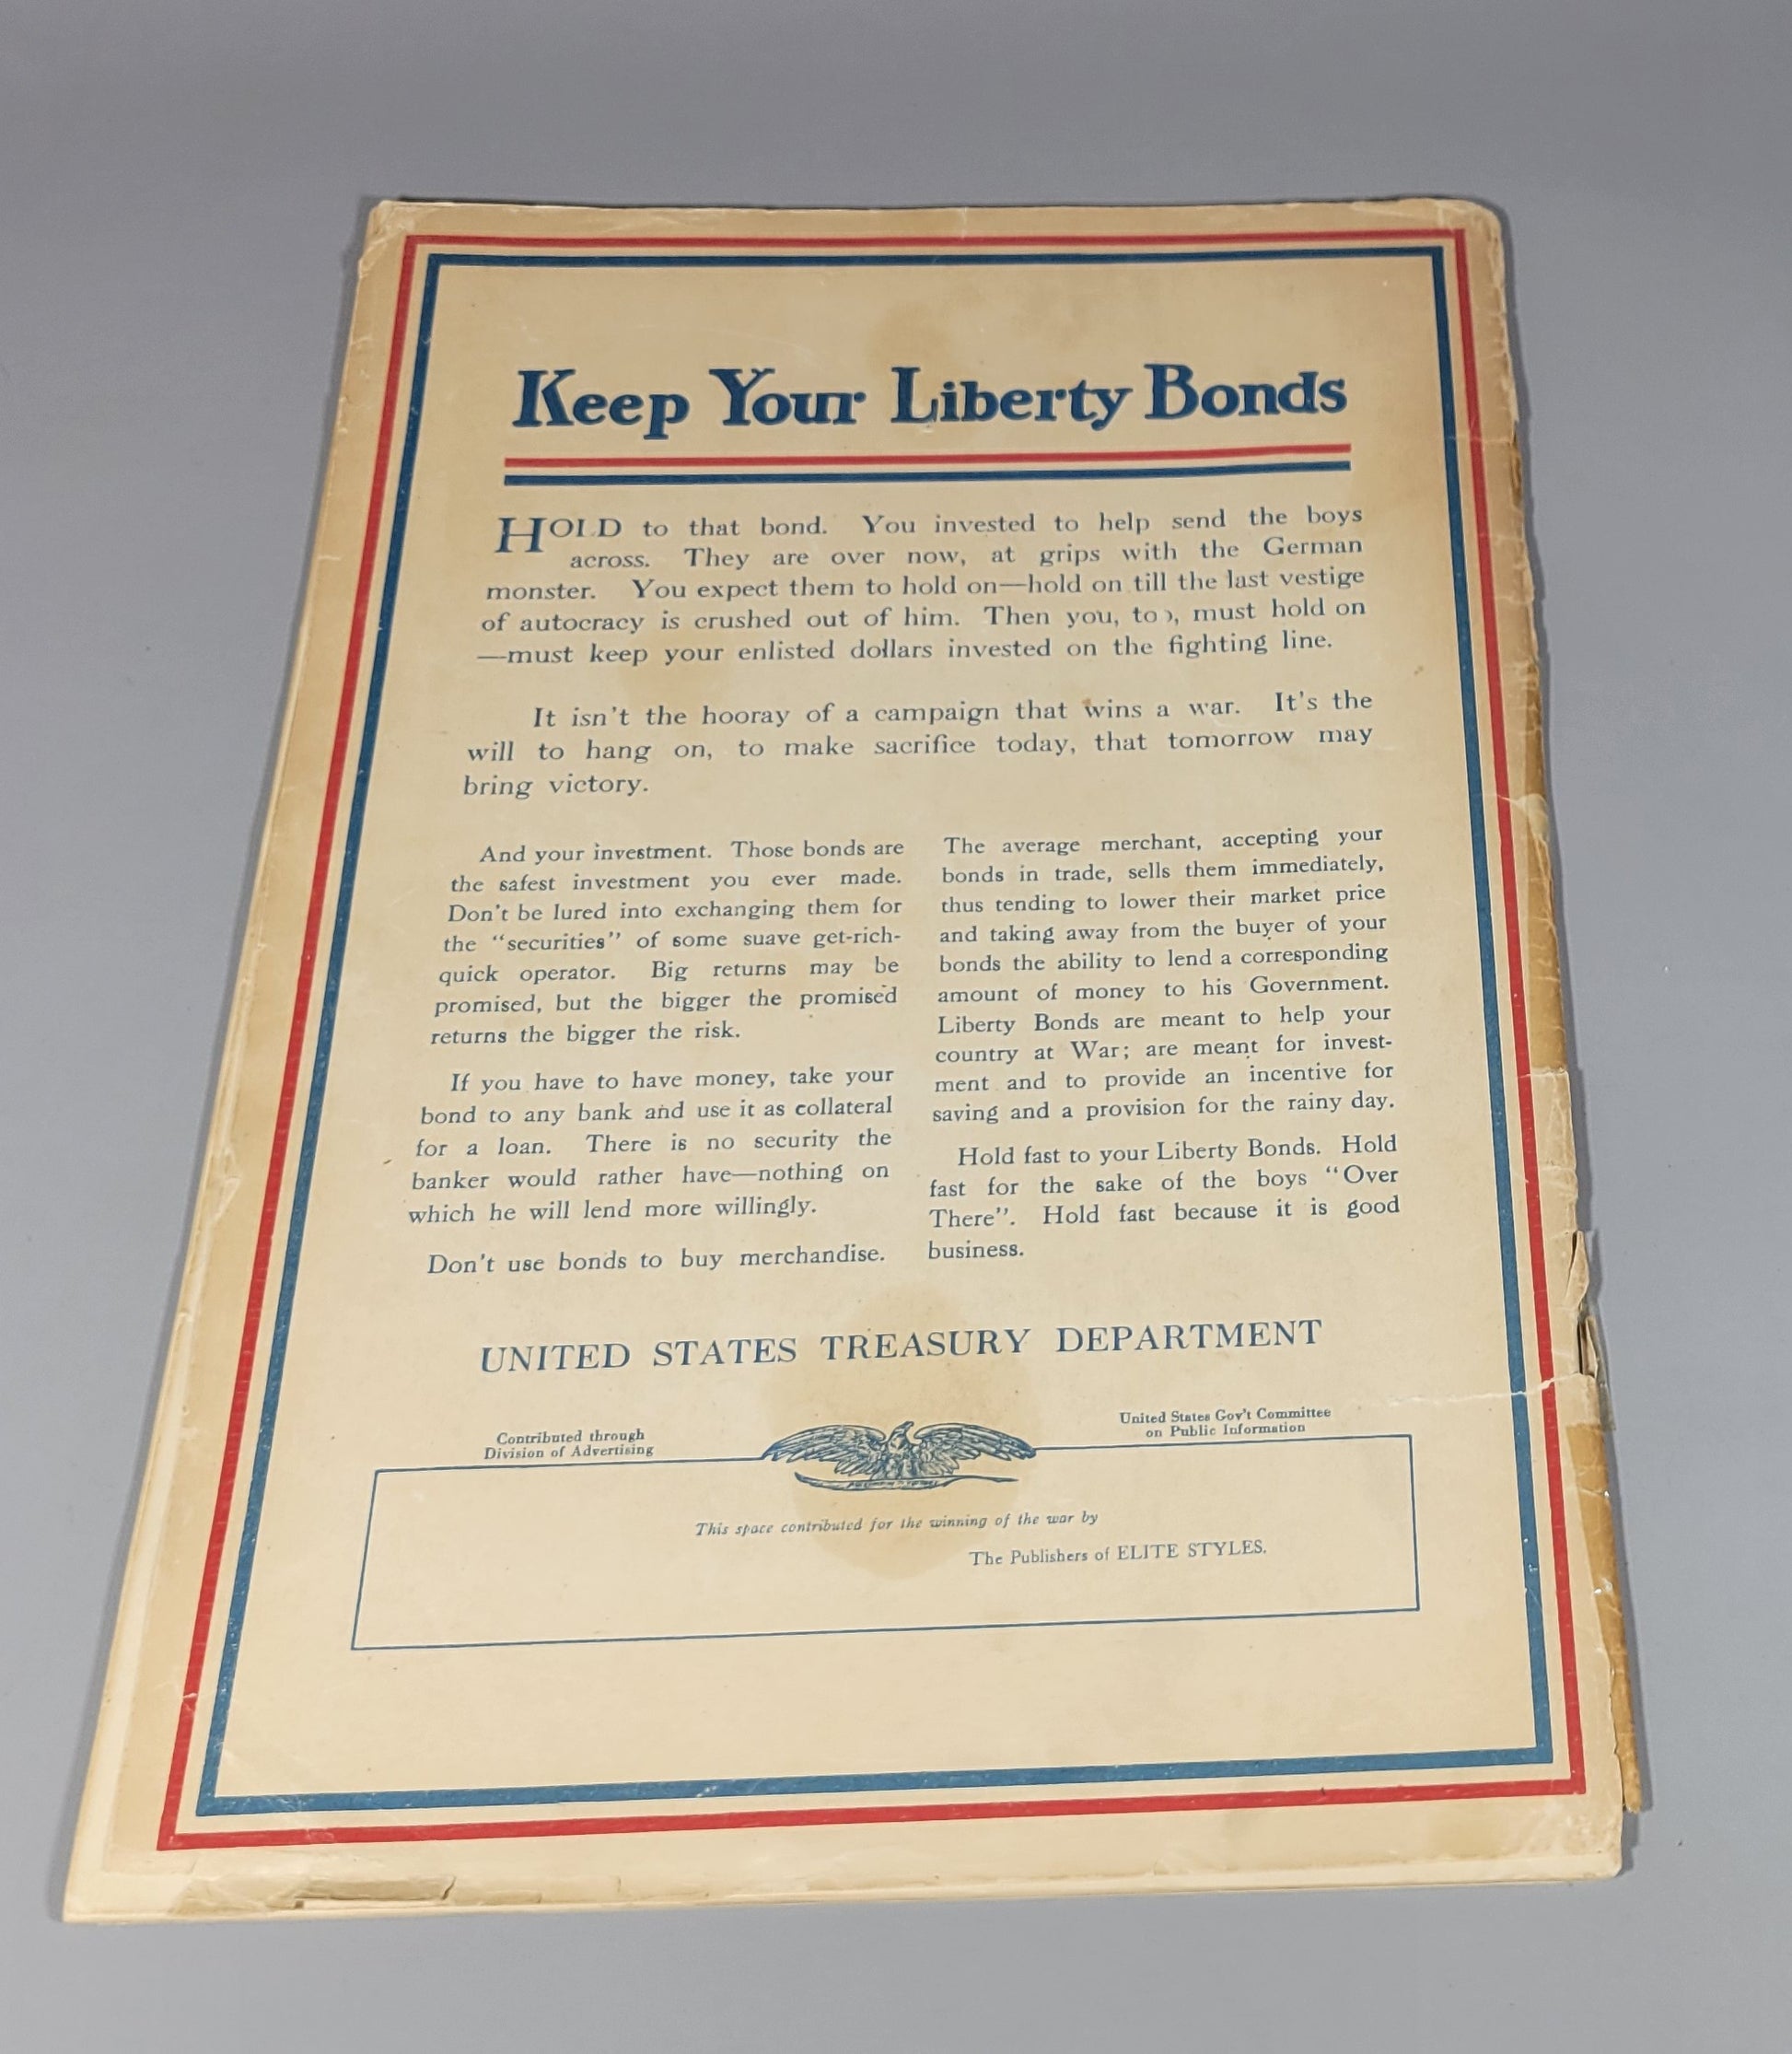 Keep Your Liberty Bonds
HOLD to that bond. You invested to help send the boys
across. They are over now, at grips with the German
monster. You expect them to hold on—hold on till the last vestige
of autocracy is crushed out of him. Then you, too, must hold on
—must keep your enlisted dollars invested on the fighting line.
It isn't the hooray of a campaign that wins a war. It's the
will to hang on, to make sacrifice today, that tomorrow may
bring victory.
And your investment. Those bonds are
the safest investment you ever made.
Don't be lured into exchanging them for
the "securities" of some suave get-rich-
quick operator. Big returns may be
promised, but the bigger the promised
returns the bigger the risk.
If you have to have money, take your
bond to any bank and use it as collateral
for a loan. There is no security the
banker would rather have—nothing on
which he will lend more willingly.
Don't use bonds to buy merchandise.
The average merchant, accepting your
bonds in trade, sells them immediately,
thus tending to lower their market price
and taking away from the buyer of your
bonds the ability to lend a corresponding
amount of money to his Government.
Liberty Bonds are meant to help your
country at War; are meant for invest-
ment and to provide an incentive for
saving and a provision for the rainy day.
Hold fast to your Liberty Bonds. Hold
fast for the sake of the boys "Over
There". Hold fast because it is good
business.
UNITED STATES TREASURY DEPARTMENT
Contributed through
Division of Advertising
United States Gov't Committee
on Public Information
This space contributed for the winning of the war by
The Publishers of ELITE STYLES.